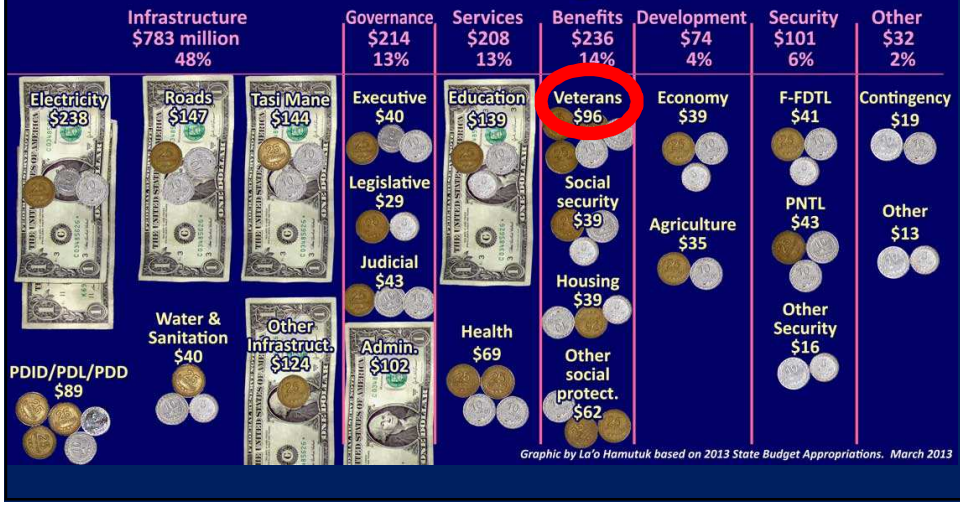 Infrastructure
$783 million
48%
Governance
$214
13%
Services
$208
13%
Benefits
$236
14%
Development
$74
4%
Security
$101
6%
Other
$32
2%
Electricity
$238
Roads
$147
Tasi Mane
$144
PDID/PDL/PDD
$89
Water &
Sanitation
$40
Other
Infrastruct.
$124
Executive
$40
Legislative
$29
Judicial
$43
Admin.
$102
Education
$139
Health
$69
Veterans
$96
Social
security
$39
Housing
$39
Other
social
protect.
$62
Economy
$39
Agriculture
$35
F-FDTL
$41
PNTL
$43
Other
Security
$16
Contingency
$19
Other
$13
Graphic by La'o Hamutuk based on 2013 State Budget Appropriations. March 2013